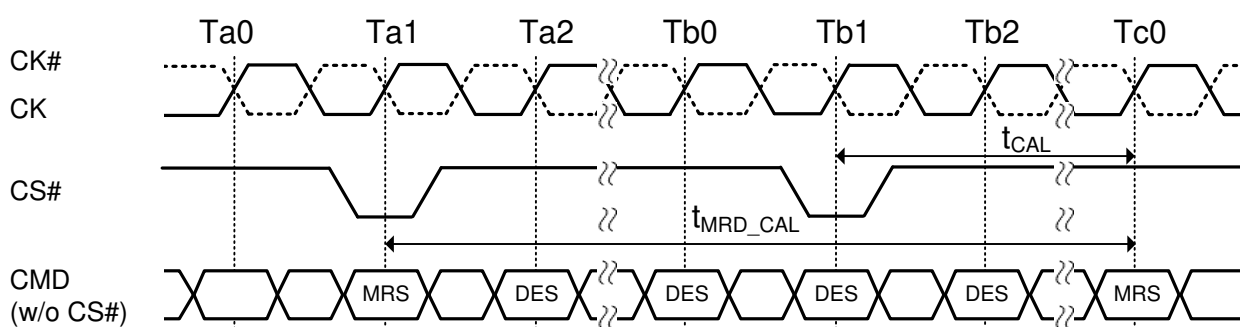 Ta0 Ta1 Ta2 Tb0 Tb1 Tb2 Tc0
CK#
CK
tCAL
CS#
tMRD_CAL
CMD MRS DES DES DES DES MRS
(w/o CS#)